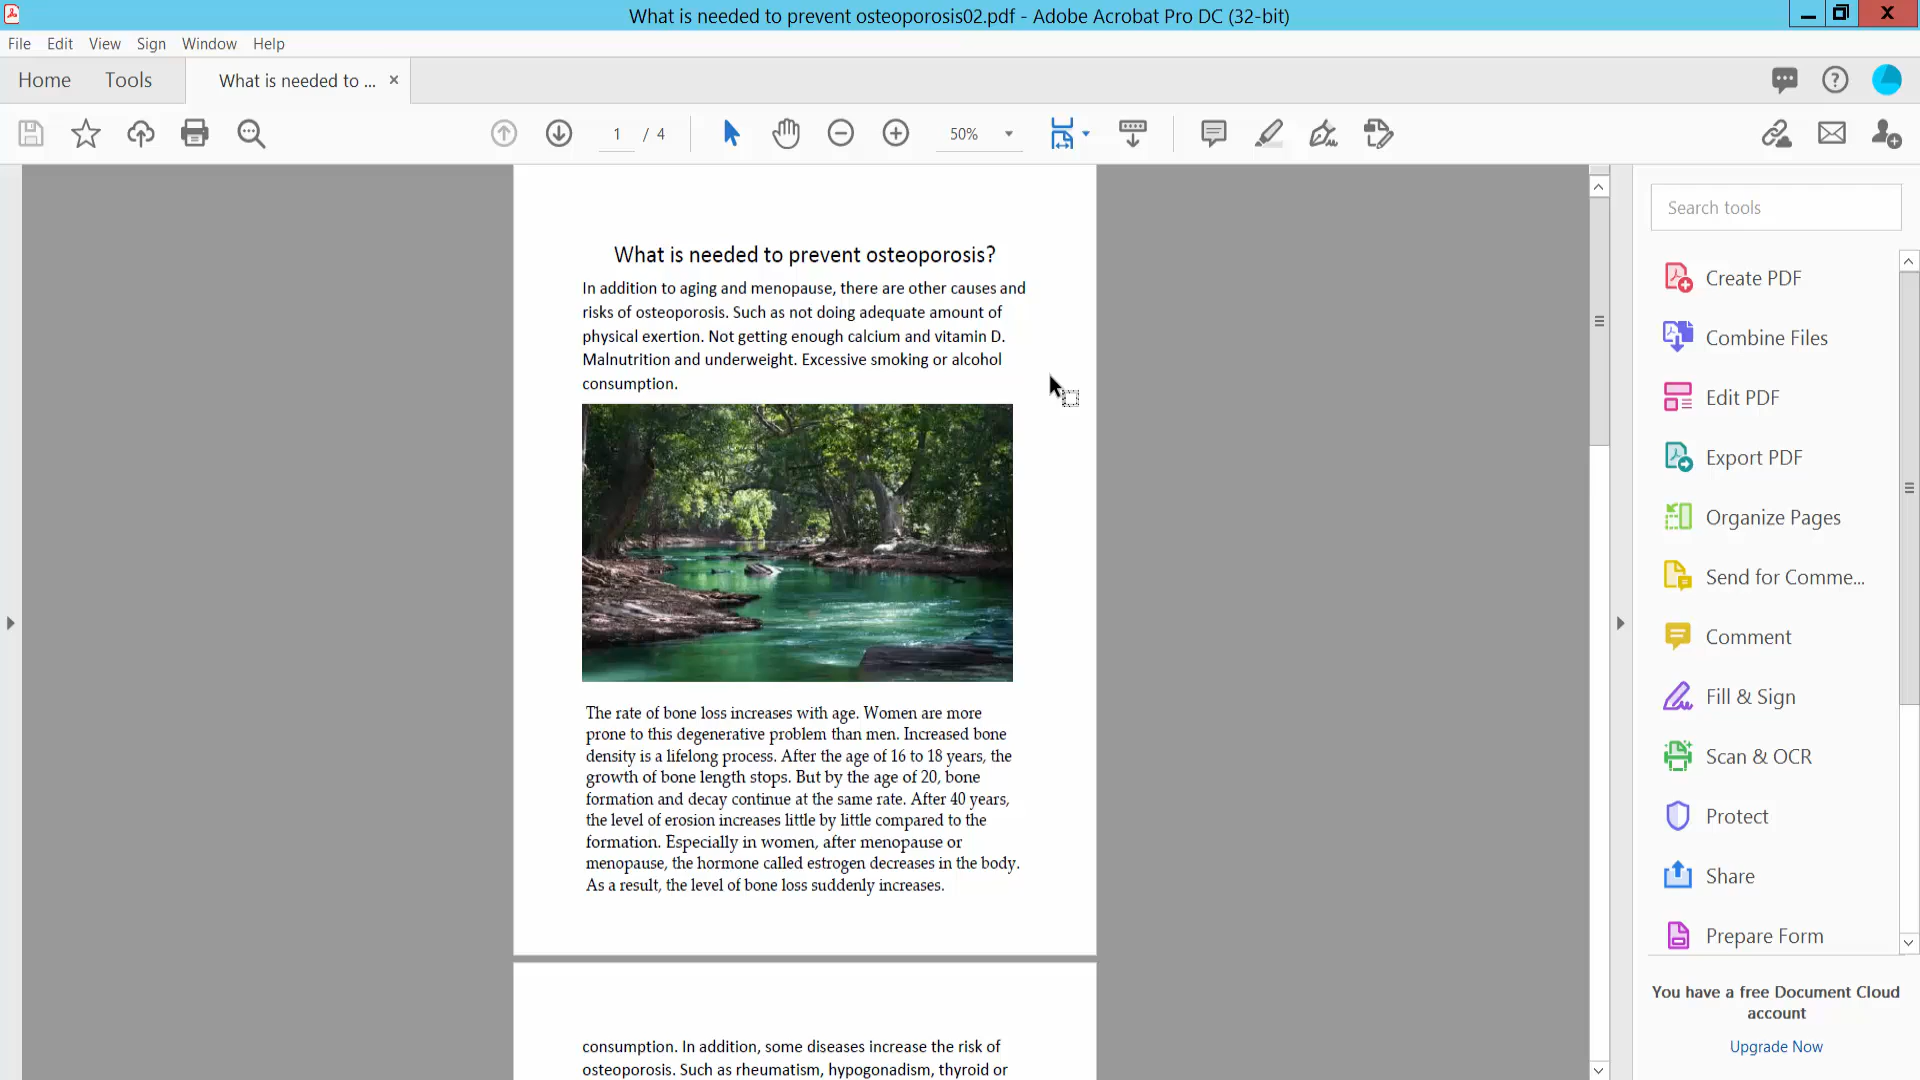 What is needed to prevent osteoporosis02.pdf - Adobe Acrobat Pro DC (32-bit)
File Edit View Sign Window Help
Home Tools What is needed to ... ×
1 / 4 50%
Search tools
Create PDF
Combine Files
Edit PDF
Export PDF
Organize Pages
Send for Comme...
Comment
Fill & Sign
Scan & OCR
Protect
Share
Prepare Form
You have a free Document Cloud
account
Upgrade Now
What is needed to prevent osteoporosis?
In addition to aging and menopause, there are other causes and
risks of osteoporosis. Such as not doing adequate amount of
physical exertion. Not getting enough calcium and vitamin D.
Malnutrition and underweight. Excessive smoking or alcohol
consumption.
The rate of bone loss increases with age. Women are more
prone to this degenerative problem than men. Increased bone
density is a lifelong process. After the age of 16 to 18 years, the
growth of bone length stops. But by the age of 20, bone
formation and decay continue at the same rate. After 40 years,
the level of erosion increases little by little compared to the
formation. Especially in women, after menopause or
menopause, the hormone called estrogen decreases in the body.
As a result, the level of bone loss suddenly increases.
consumption. In addition, some diseases increase the risk of
osteoporosis. Such as rheumatism, hypogonadism, thyroid or